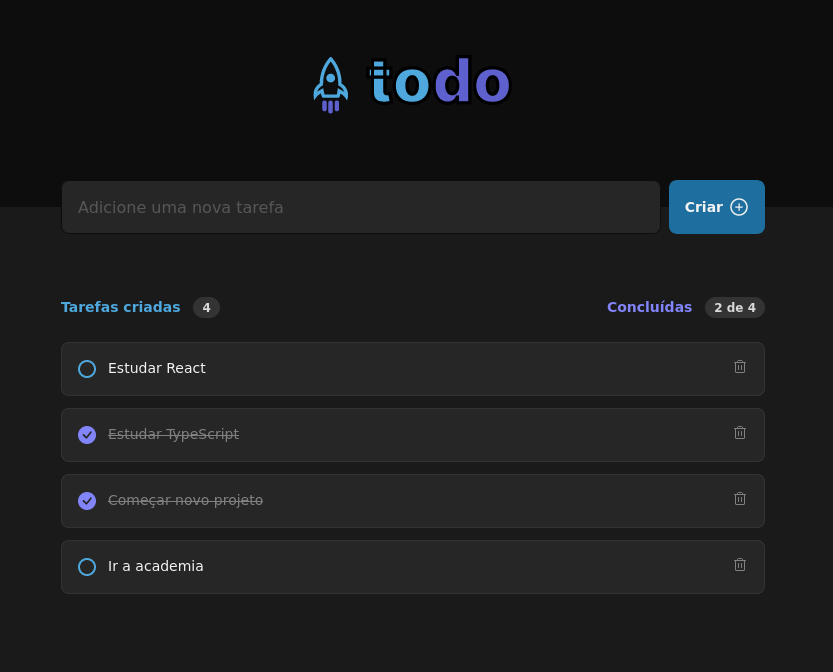 todo
Adicione uma nova tarefa
Criar
Tarefas criadas 4
Concluídas 2 de 4
Estudar React
Estudar TypeScript
Começar novo projeto
Ir a academia